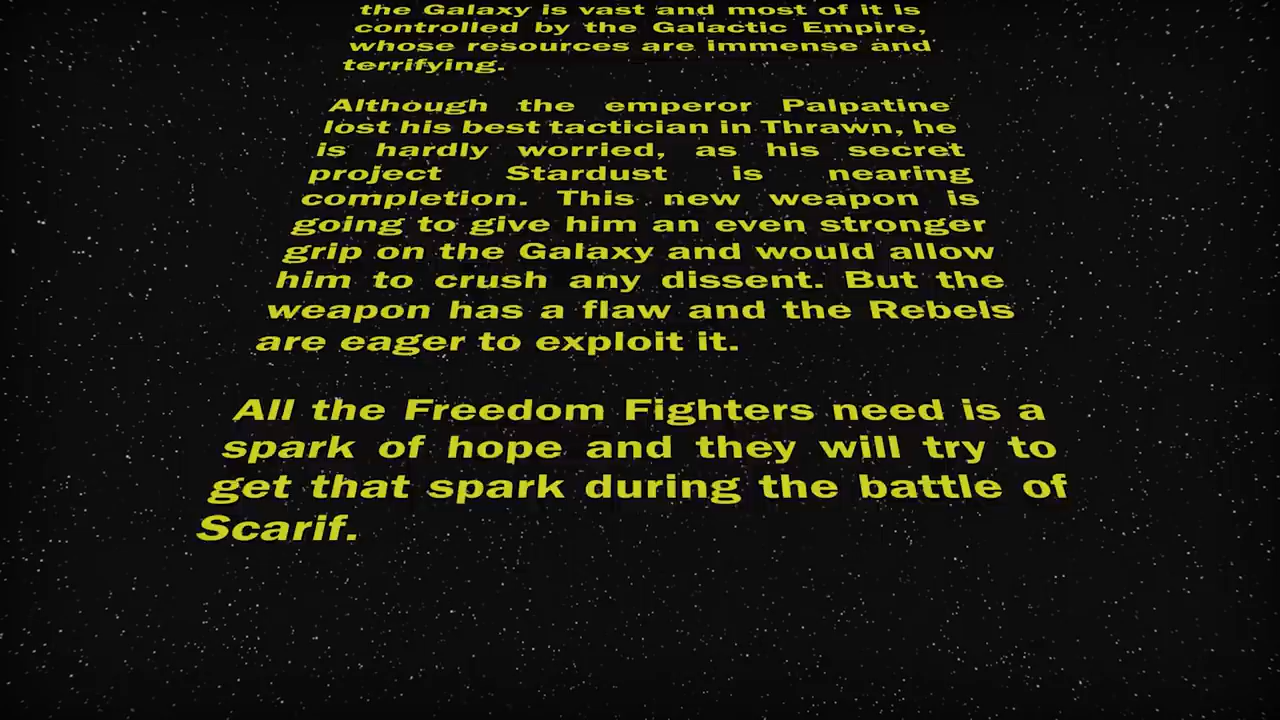 the Galaxy is vast and most of it is
controlled by the Galactic Empire,
whose resources are immense and
terrifying.
Although the emperor Palpatine
lost his best tactician in Thrawn, he
is hardly worried, as his secret
project Stardust is nearing
completion. This new weapon is
going to give him an even stronger
grip on the Galaxy and would allow
him to crush any dissent. But the
weapon has a flaw and the Rebels
are eager to exploit it.
All the Freedom Fighters need is a
spark of hope and they will try to
get that spark during the battle of
Scarif.